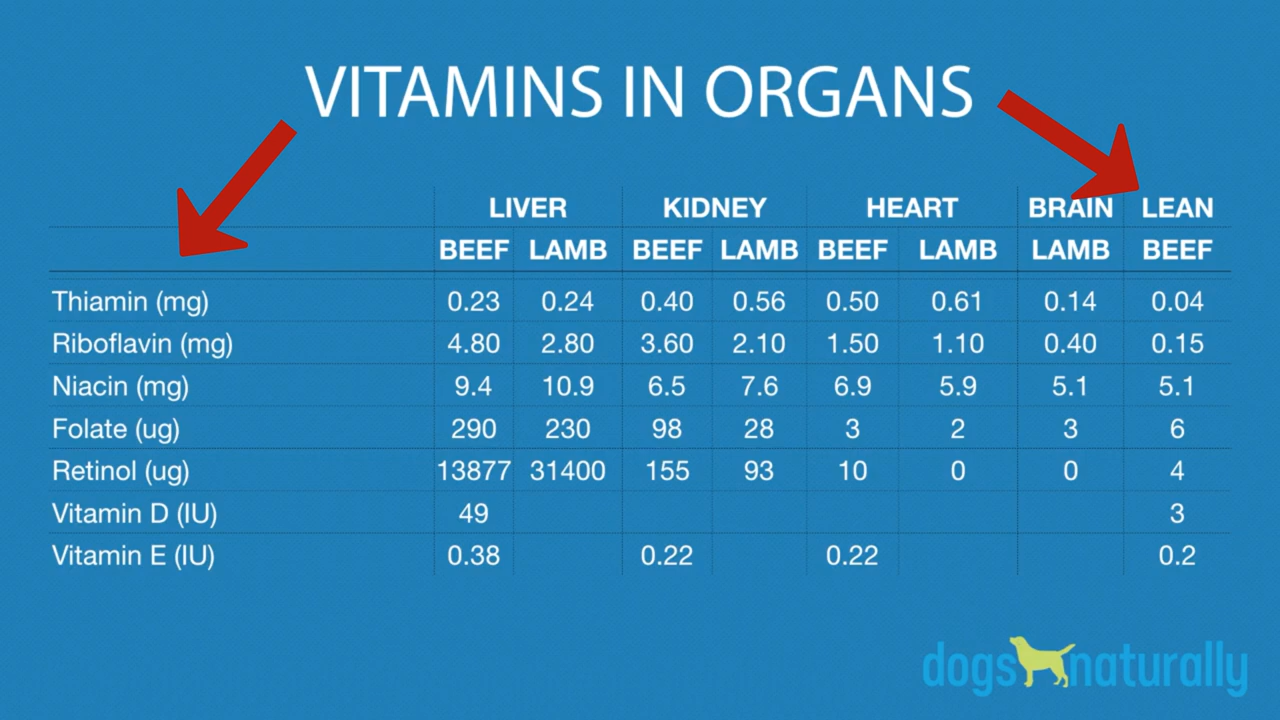 VITAMINS IN ORGANS
LIVER KIDNEY HEART BRAIN LEAN
BEEF LAMB BEEF LAMB BEEF LAMB LAMB BEEF
Thiamin (mg) 0.23 0.24 0.40 0.56 0.50 0.61 0.14 0.04
Riboflavin (mg) 4.80 2.80 3.60 2.10 1.50 1.10 0.40 0.15
Niacin (mg) 9.4 10.9 6.5 7.6 6.9 5.9 5.1 5.1
Folate (ug) 290 230 98 28 3 2 3 6
Retinol (ug) 13877 31400 155 93 10 0 0 4
Vitamin D (IU) 49 3
Vitamin E (IU) 0.38 0.22 0.22 0.2
dogs naturally